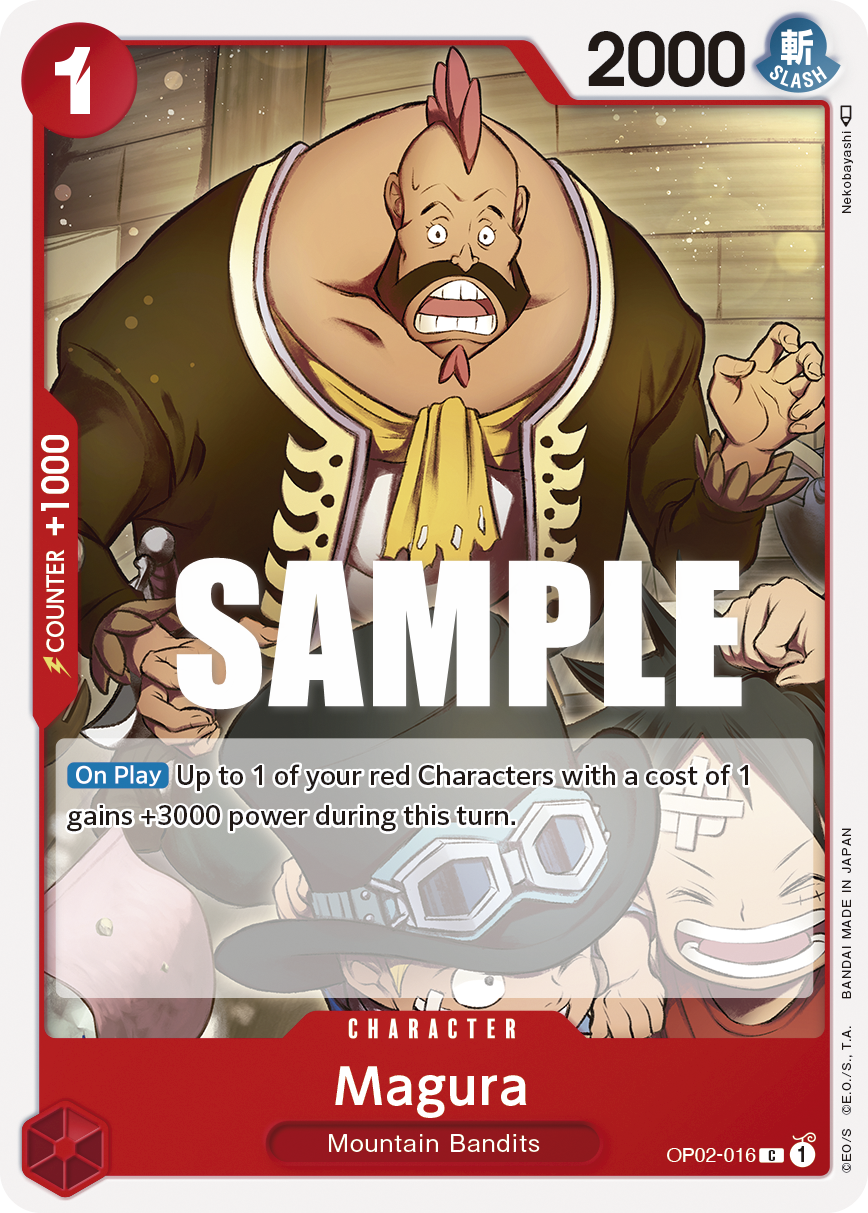 1
2000
斬
SLASH
Nekobayashi
COUNTER +1000
SAMPLE
On Play Up to 1 of your red Characters with a cost of 1
gains +3000 power during this turn.
CHARACTER
Magura
Mountain Bandits
OP02-016 C 1
©EO/S ©E.O./S., T.A. BANDAI MADE IN JAPAN